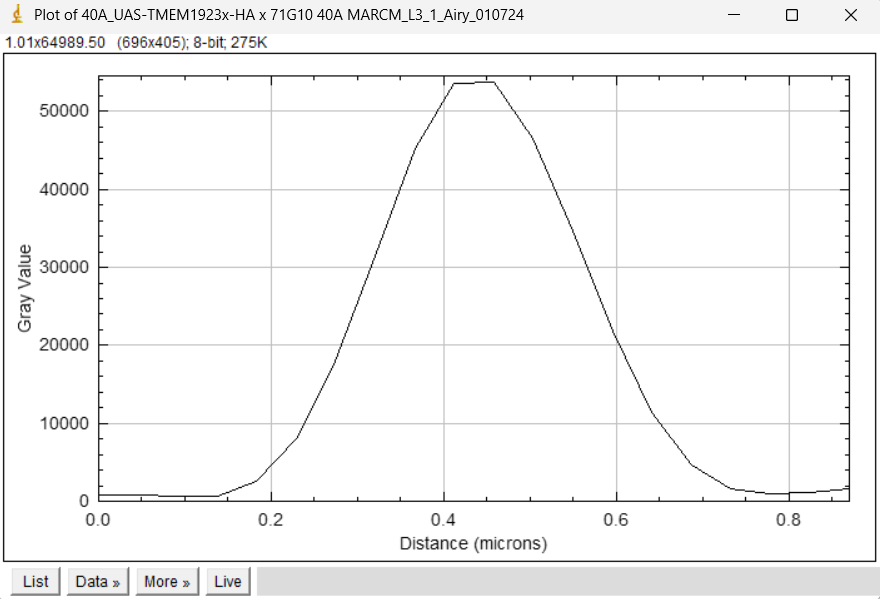 Plot of 40A_UAS-TMEM1923x-HA x 71G10 40A MARCM_L3_1_Airy_010724
1.01x64989.50 (696x405); 8-bit; 275K
50000
40000
30000
20000
10000
0
Gray Value
0.0 0.2 0.4 0.6 0.8
Distance (microns)
List Data » More » Live